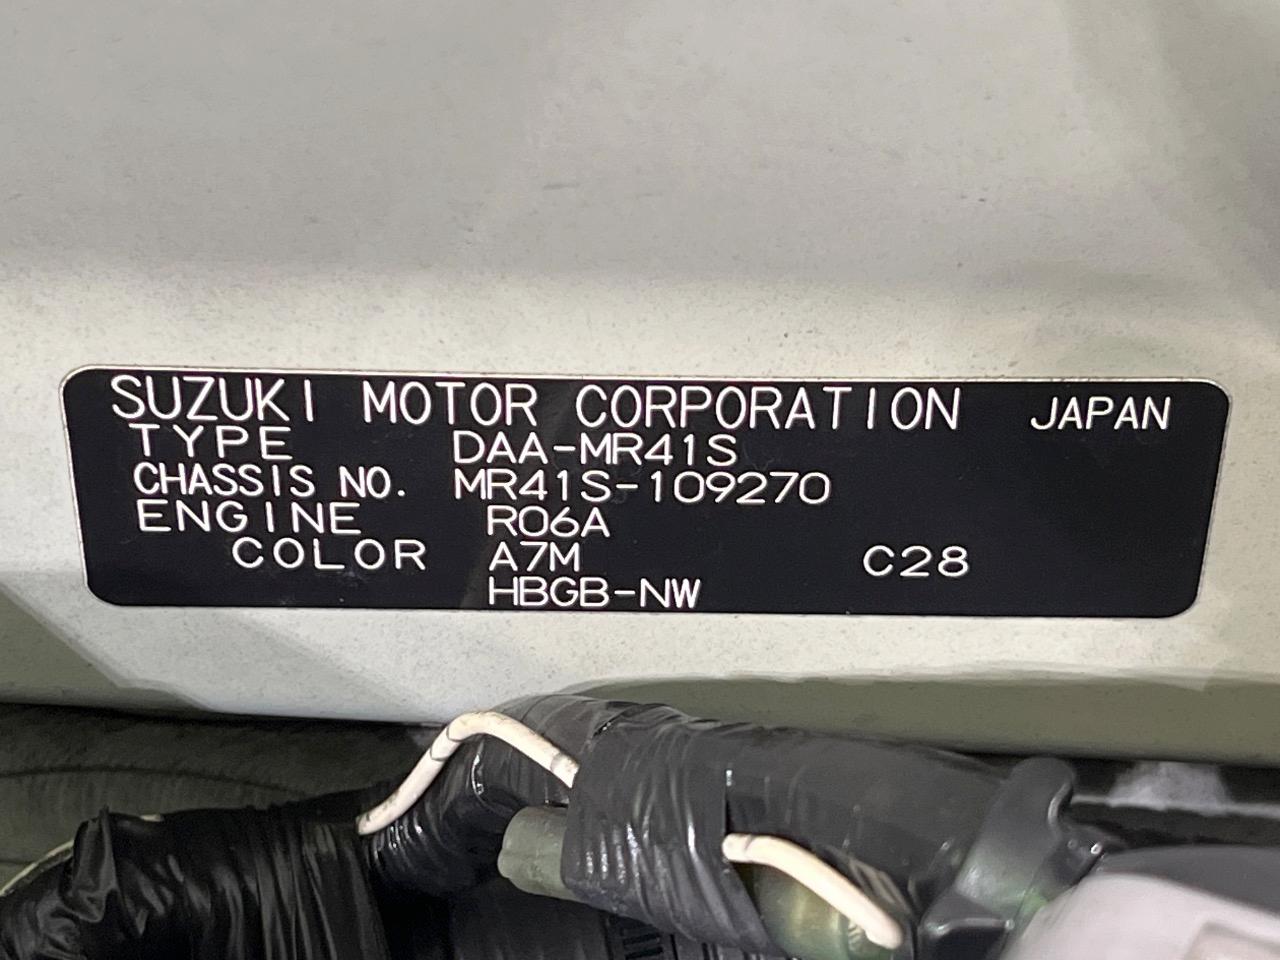 SUZUKI MOTOR CORPORATION JAPAN
TYPE DAA-MR41S
CHASSIS NO. MR41S-109270
ENGINE R06A
COLOR A7M C28
HBGB-NW